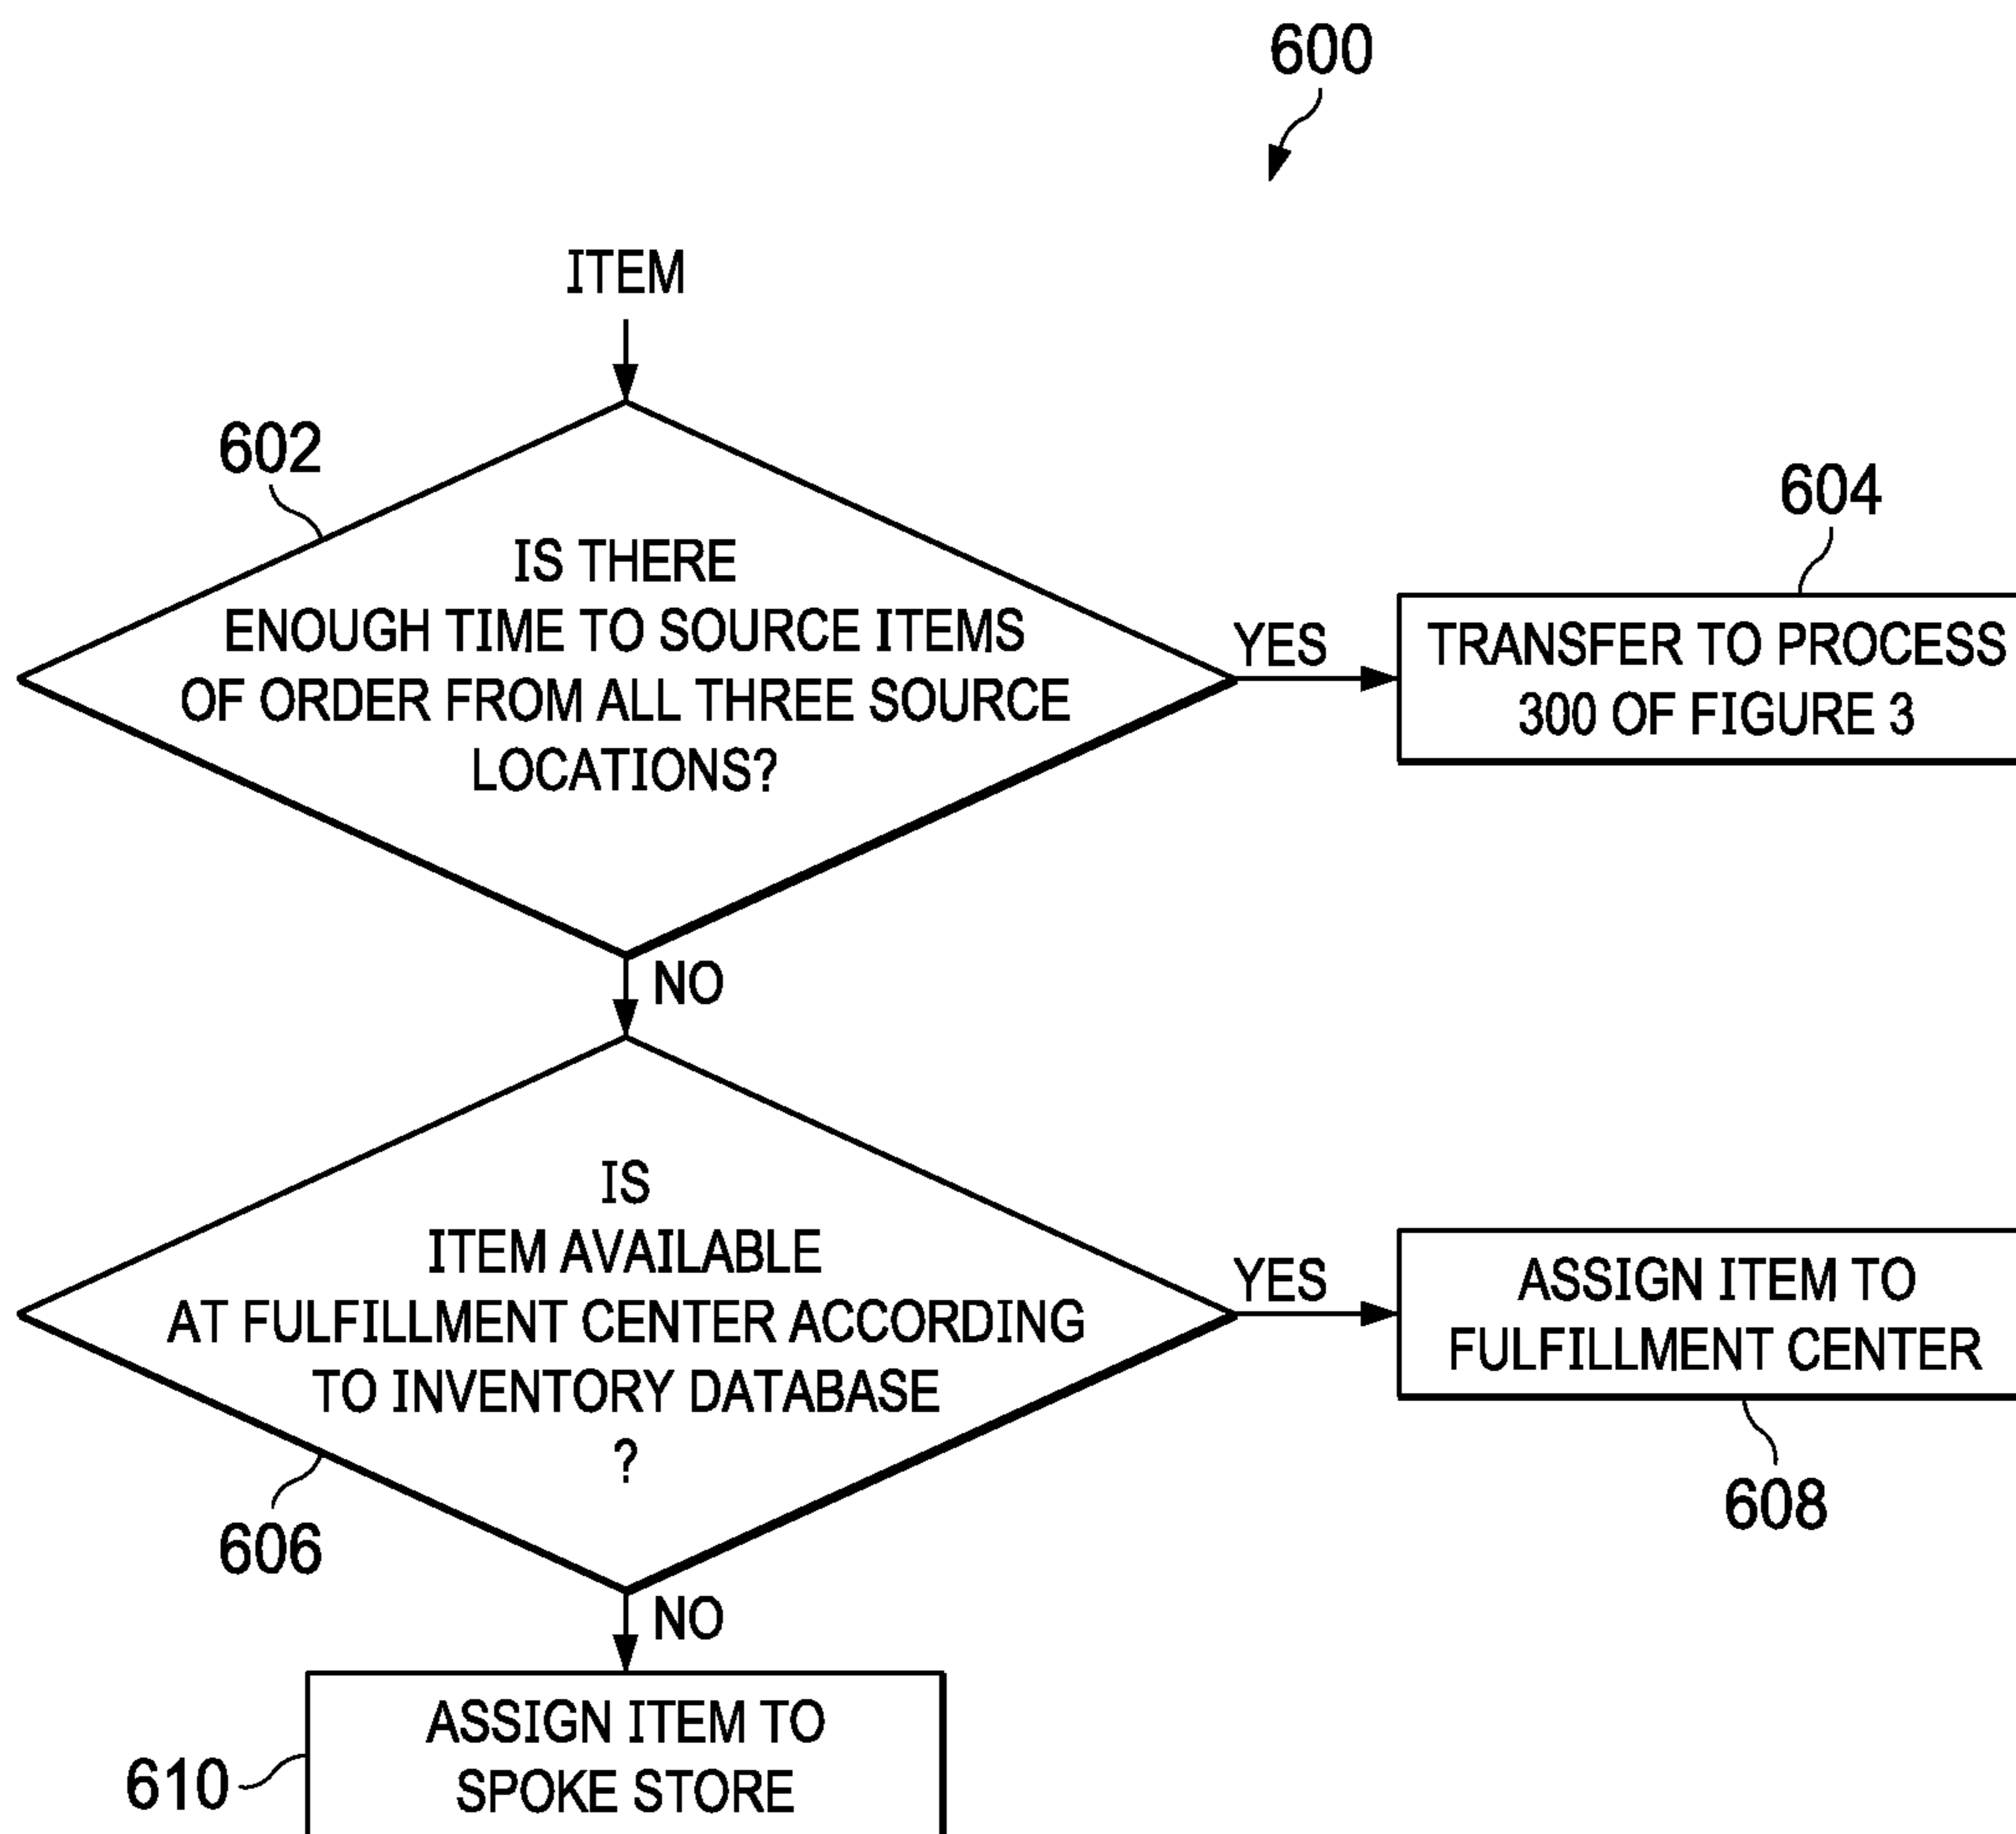 600
ITEM
602
IS THERE
ENOUGH TIME TO SOURCE ITEMS
OF ORDER FROM ALL THREE SOURCE
LOCATIONS?
YES
604
TRANSFER TO PROCESS
300 OF FIGURE 3
NO
IS
ITEM AVAILABLE
AT FULFILLMENT CENTER ACCORDING
TO INVENTORY DATABASE
?
606
YES
ASSIGN ITEM TO
FULFILLMENT CENTER
608
NO
ASSIGN ITEM TO
SPOKE STORE
610